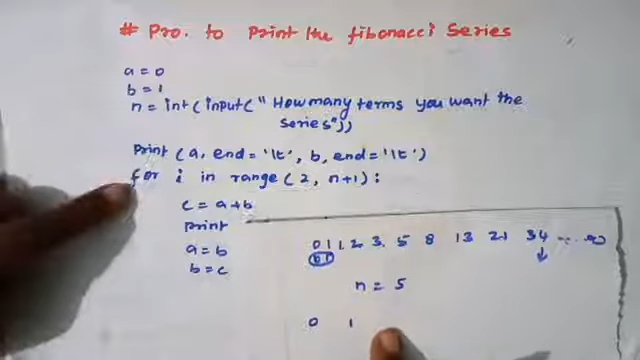 # Pro. to Print the fibonacci Series
a = 0
b = 1
n = int(input("How many terms you want the
series"))
Print (a, end = '\t', b, end = '\t')
for i in range (2, n+1):
c = a+b
print
a = b
b = c
0 1 1 2 3 5 8 13 21 34 ... ∞
0 1
n = 5
0 1